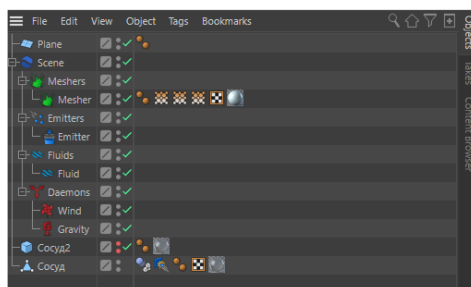 File Edit View Object Tags Bookmarks
Plane
Scene
Meshers
Mesher
Emitters
Emitter
Fluids
Fluid
Daemons
Wind
Gravity
Сосуд2
Сосуд
Objects
Takes
Content Browser